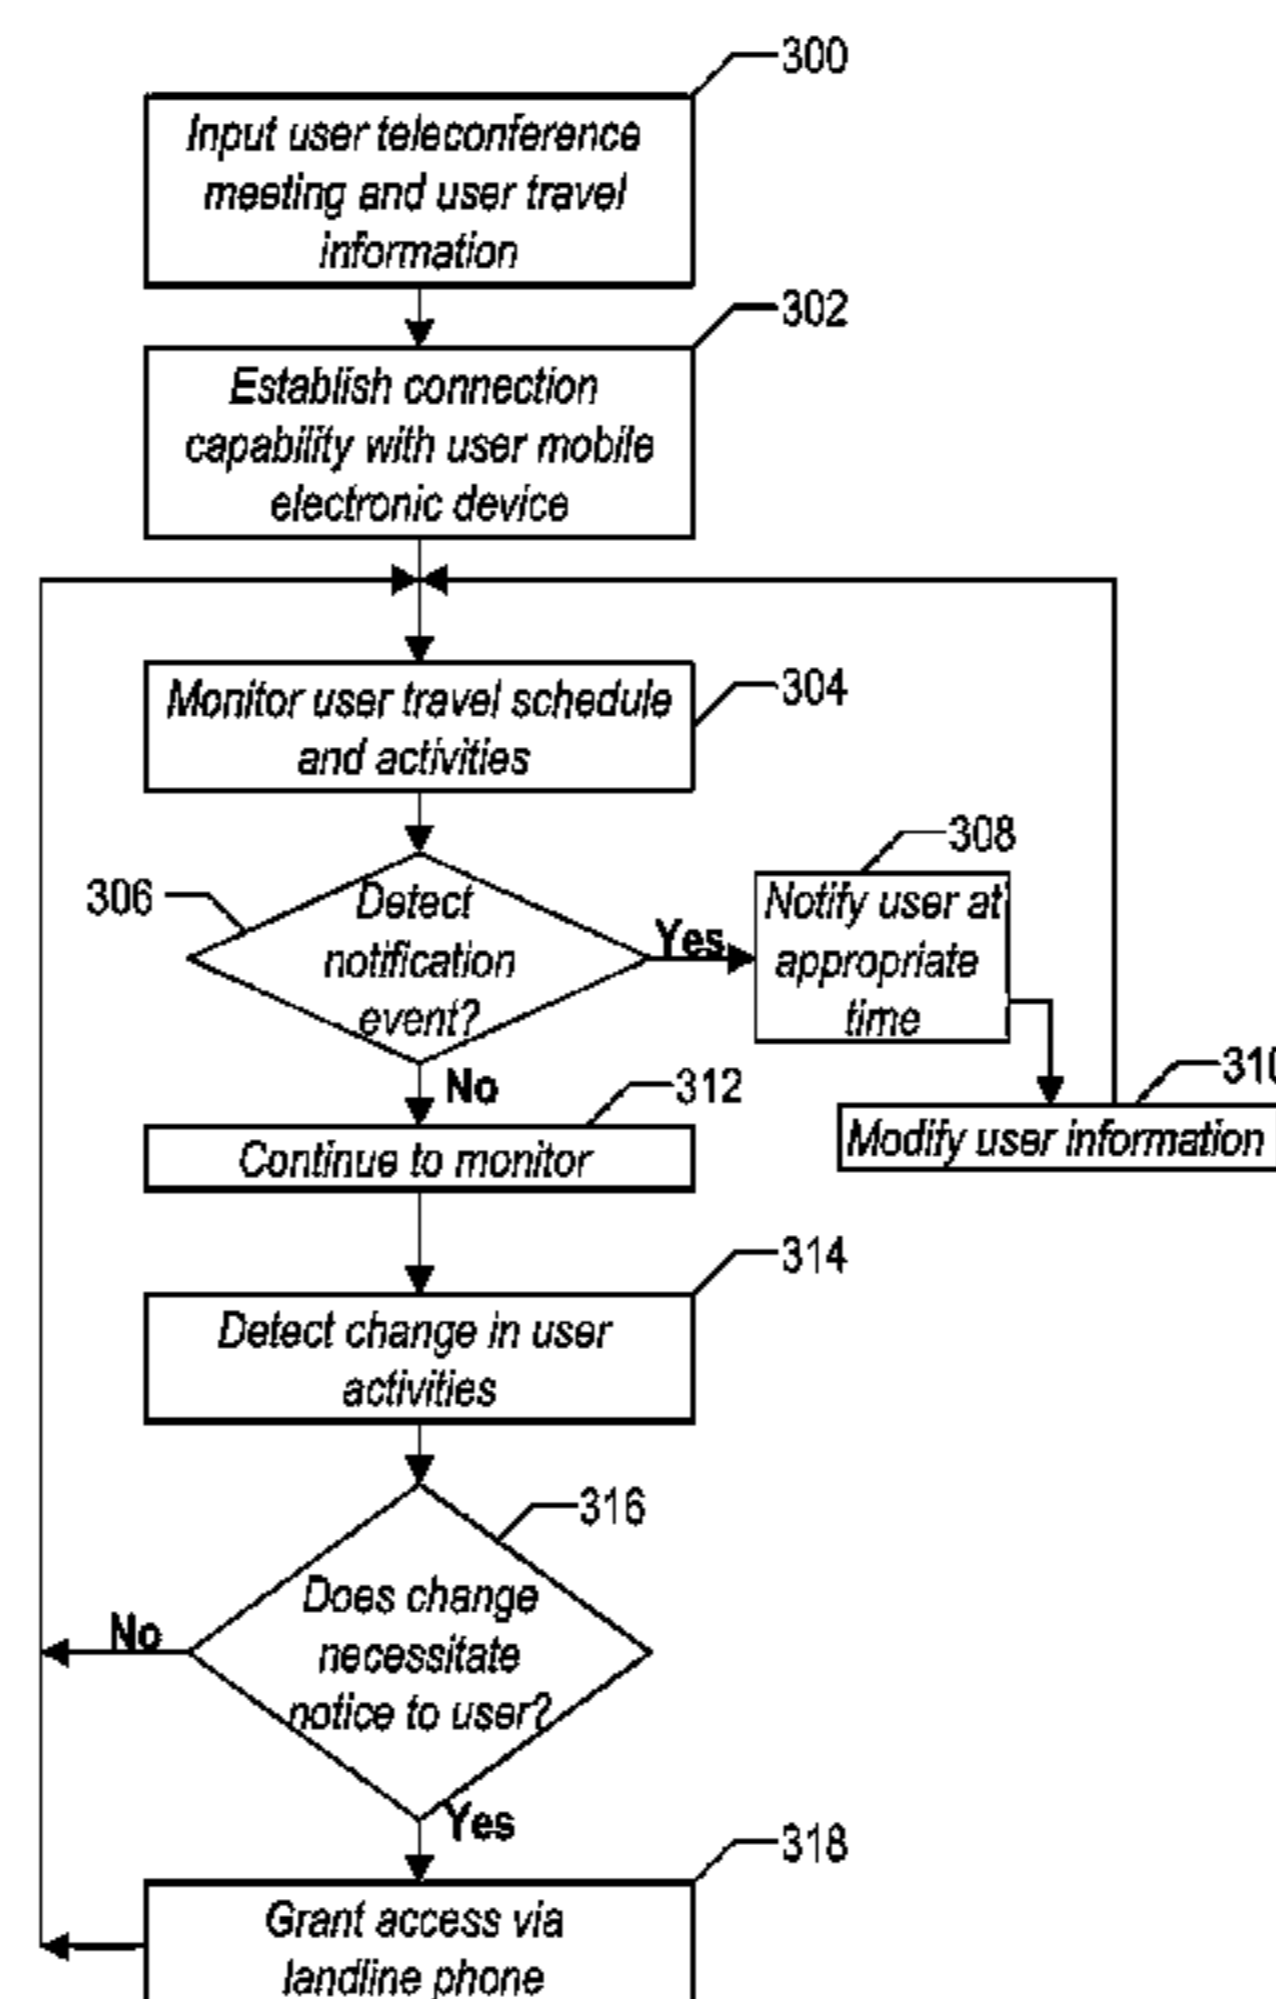 300
Input user teleconference
meeting and user travel
information
302
Establish connection
capability with user mobile
electronic device
304
Monitor user travel schedule
and activities
306
Detect
notification
event?
Yes
308
Notify user at
appropriate
time
310
Modify user information
No
312
Continue to monitor
314
Detect change in user
activities
316
Does change
necessitate
notice to user?
No
Yes
318
Grant access via
landline phone